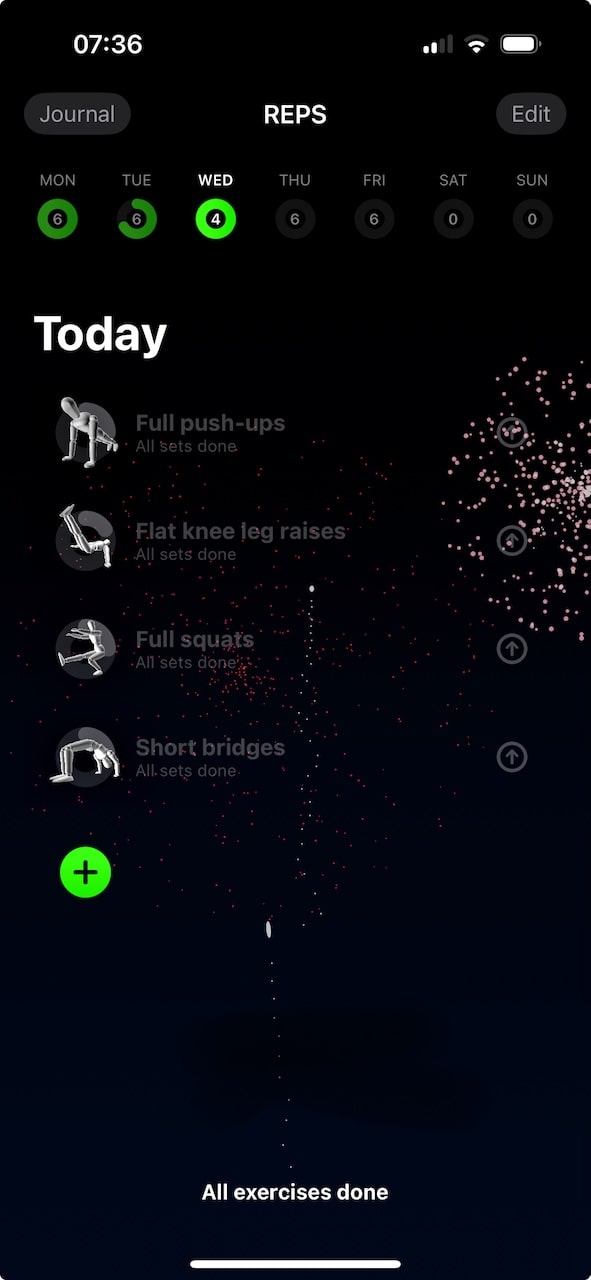 07:36
Journal REPS Edit
MON TUE WED THU FRI SAT SUN
6 6 4 6 6 0 0
Today
Full push-ups
All sets done
Flat knee leg raises
All sets done
Full squats
All sets done
Short bridges
All sets done
All exercises done